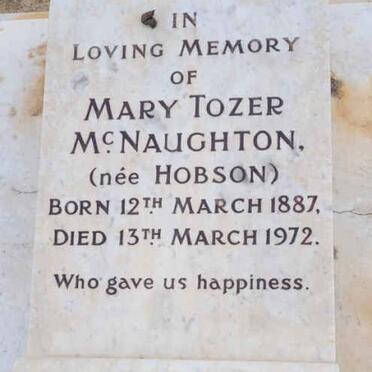 IN
LOVING MEMORY
OF
MARY TOZER
McNAUGHTON,
(née HOBSON)
BORN 12TH MARCH 1887,
DIED 13TH MARCH 1972.
Who gave us happiness.